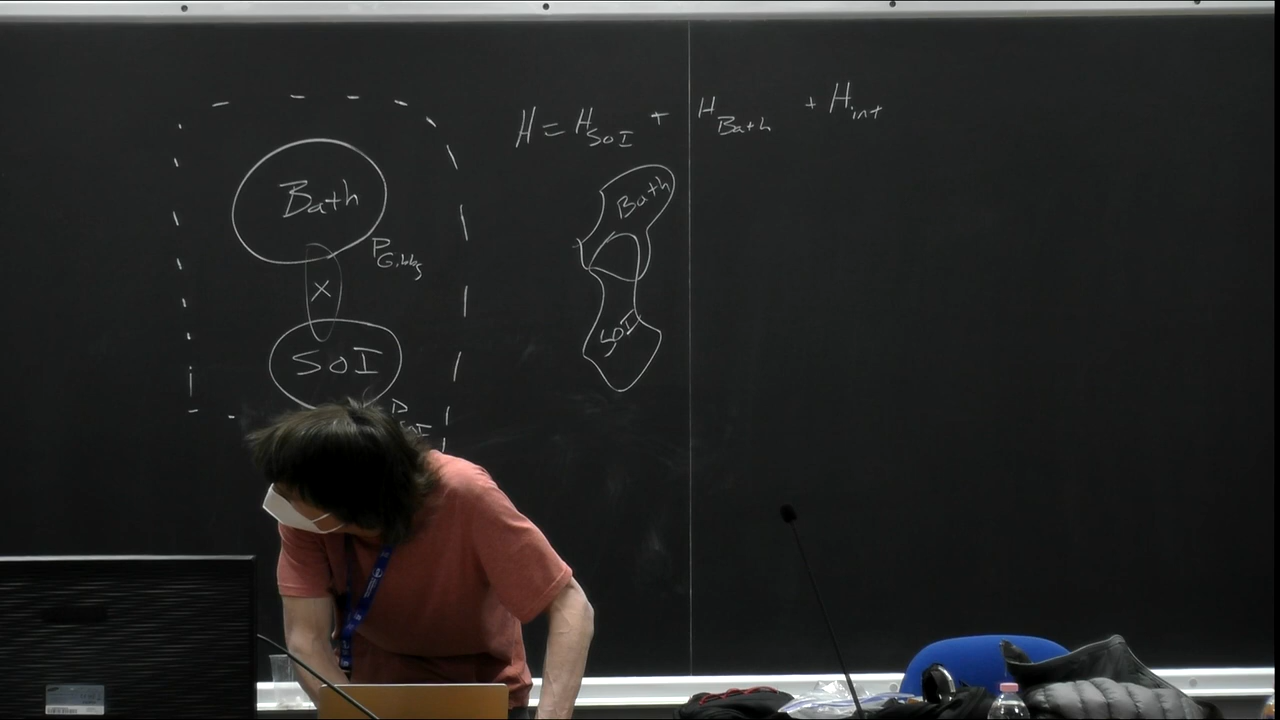 H = H_SoI + H_Bath + H_int
Bath
P_Gibbs
X
SoI
Bath
SOI